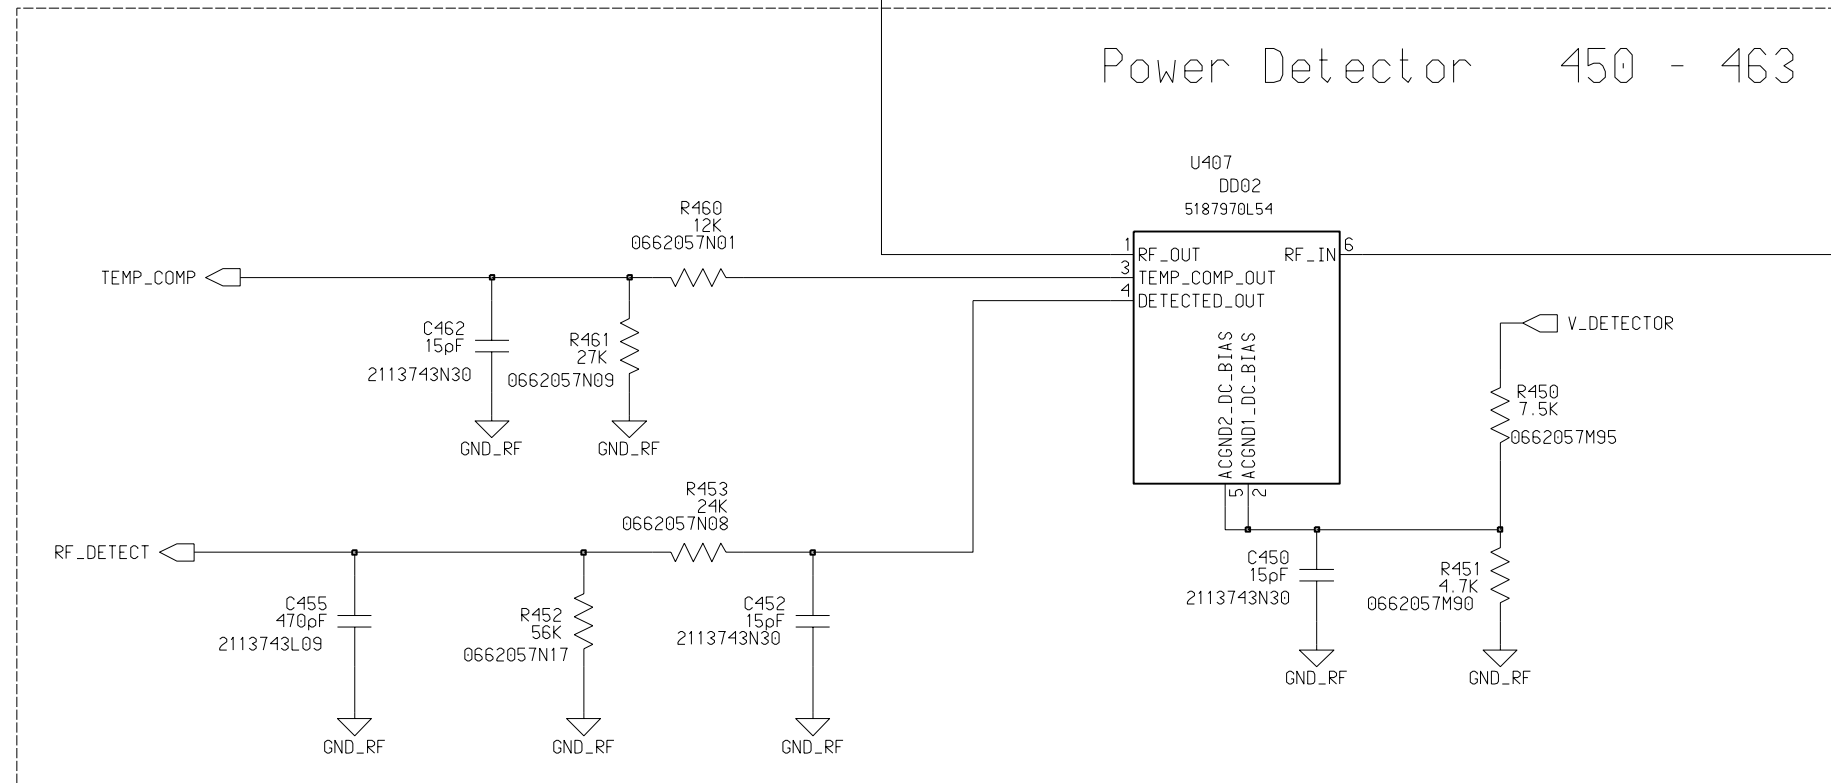 Power Detector 450 - 463
U407
DD02
5187970L54
R460
12K
0662057N01
1
RF_OUT
RF_IN
6
TEMP_COMP
3
TEMP_COMP_OUT
4
DETECTED_OUT
C462
15pF
2113743N30
R461
27K
0662057N09
ACGND2_DC_BIAS
ACGND1_DC_BIAS
V_DETECTOR
R450
7.5K
0662057M95
GND_RF
GND_RF
5
2
R453
24K
0662057N08
RF_DETECT
C450
15pF
2113743N30
R451
4.7K
0662057M90
C455
470pF
2113743L09
R452
56K
0662057N17
C452
15pF
2113743N30
GND_RF
GND_RF
GND_RF
GND_RF
GND_RF